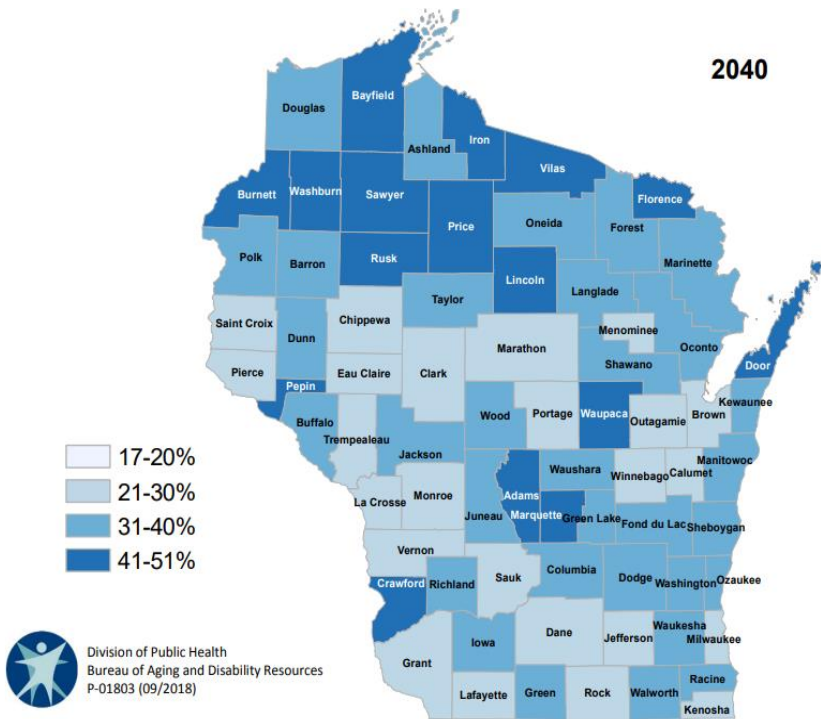 2040
Bayfield
Douglas
Ashland
Iron
Vilas
Burnett
Washburn
Sawyer
Florence
Price
Oneida
Forest
Polk
Barron
Rusk
Marinette
Lincoln
Langlade
Taylor
Saint Croix
Chippewa
Dunn
Menominee
Marathon
Oconto
Pierce
Eau Claire
Clark
Shawano
Door
Pepin
Buffalo
Wood
Portage
Waupaca
Outagamie
Brown
Kewaunee
Trempealeau
Jackson
17-20%
21-30%
31-40%
41-51%
Waushara
Winnebago
Calumet
Manitowoc
La Crosse
Monroe
Adams
Juneau
Marquette
Green Lake
Fond du Lac
Sheboygan
Vernon
Crawford
Richland
Sauk
Columbia
Dodge
Washington
Ozaukee
Waukesha
Milwaukee
Jefferson
Dane
Iowa
Grant
Lafayette
Green
Rock
Walworth
Racine
Kenosha
Division of Public Health
Bureau of Aging and Disability Resources
P-01803 (09/2018)